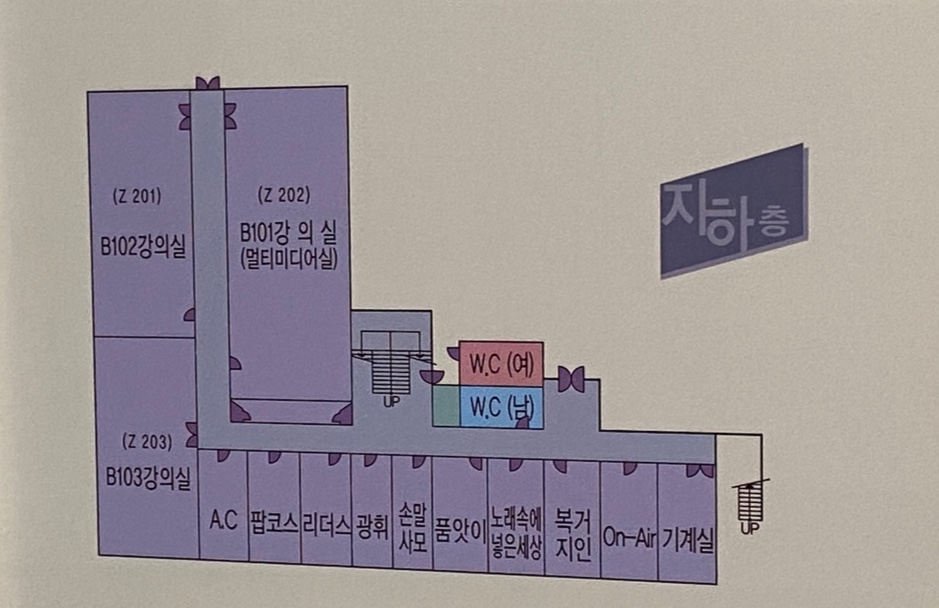 지하층
(Z 201)
B102강의실
(Z 202)
B101강 의 실
(멀티미디어실)
W.C (여)
W.C (남)
UP
(Z 203)
B103강의실
A.C
팝코스
리더스
광휘
손말
사모
품앗이
노래속에
넣은세상
복거
지인
On-Air
기계실
UP